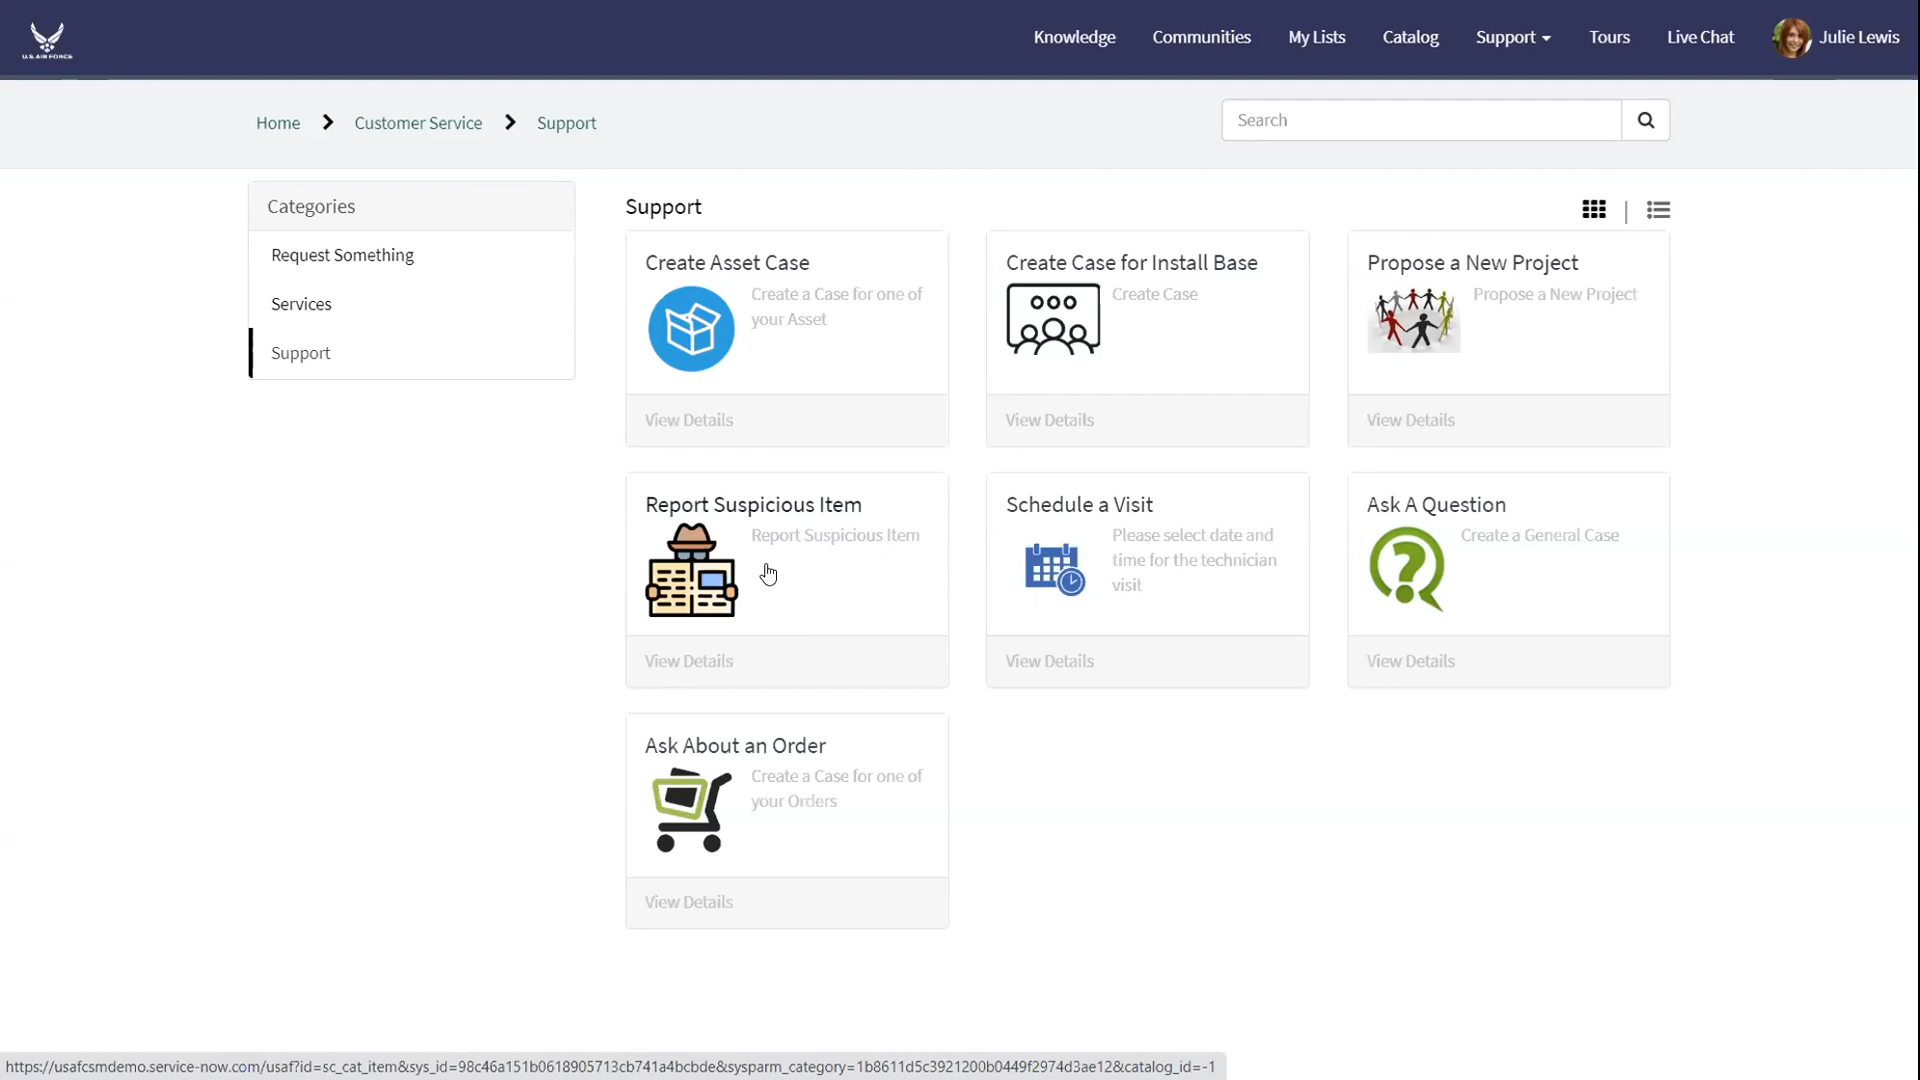 U.S. AIR FORCE
Knowledge
Communities
My Lists
Catalog
Support
Tours
Live Chat
Julie Lewis
Home
Customer Service
Support
Search
Categories
Request Something
Services
Support
Support
Create Asset Case
Create a Case for one of
your Asset
View Details
Create Case for Install Base
Create Case
View Details
Propose a New Project
Propose a New Project
View Details
Report Suspicious Item
Report Suspicious Item
View Details
Schedule a Visit
Please select date and
time for the technician
visit
View Details
Ask A Question
Create a General Case
View Details
Ask About an Order
Create a Case for one of
your Orders
View Details
https://usafcsmdemo.service-now.com/usaf?id=sc_cat_item&sys_id=98c46a151b0618905713cb741a4bcbde&sysparm_category=1b8611d5c3921200b0449f2974d3ae12&catalog_id=-1